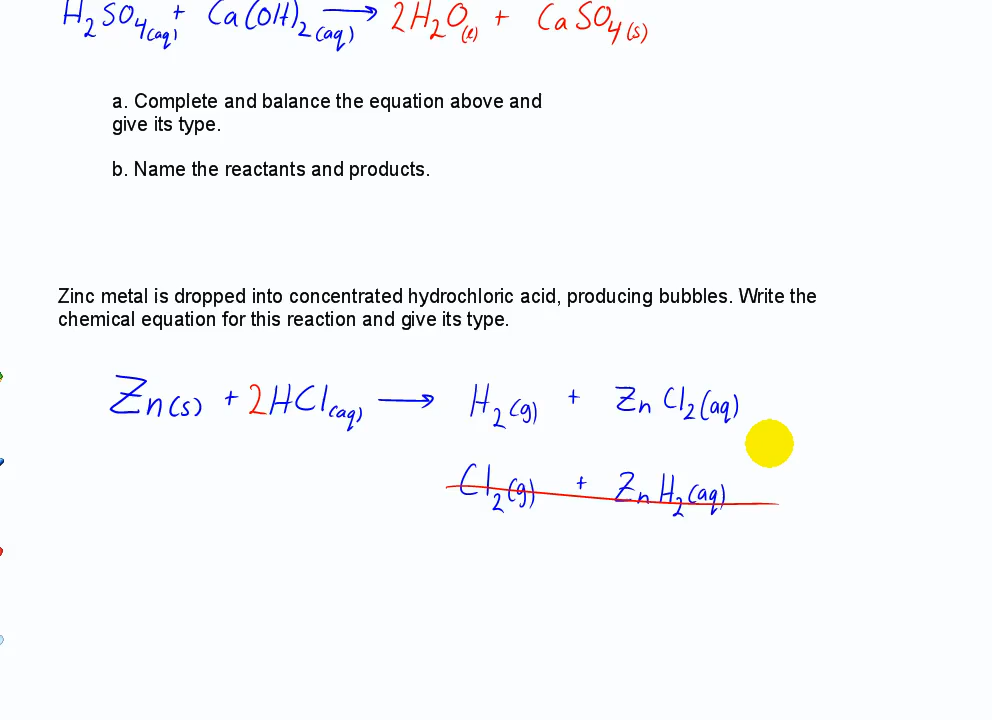 H₂SO₄(aq) + Ca(OH)₂(aq) → 2H₂O(l) + CaSO₄(s)
a. Complete and balance the equation above and
give its type.
b. Name the reactants and products.
Zinc metal is dropped into concentrated hydrochloric acid, producing bubbles. Write the
chemical equation for this reaction and give its type.
Zn(s) + 2HCl(aq) → H₂(g) + ZnCl₂(aq)
Cl₂(g) + ZnH₂(aq)